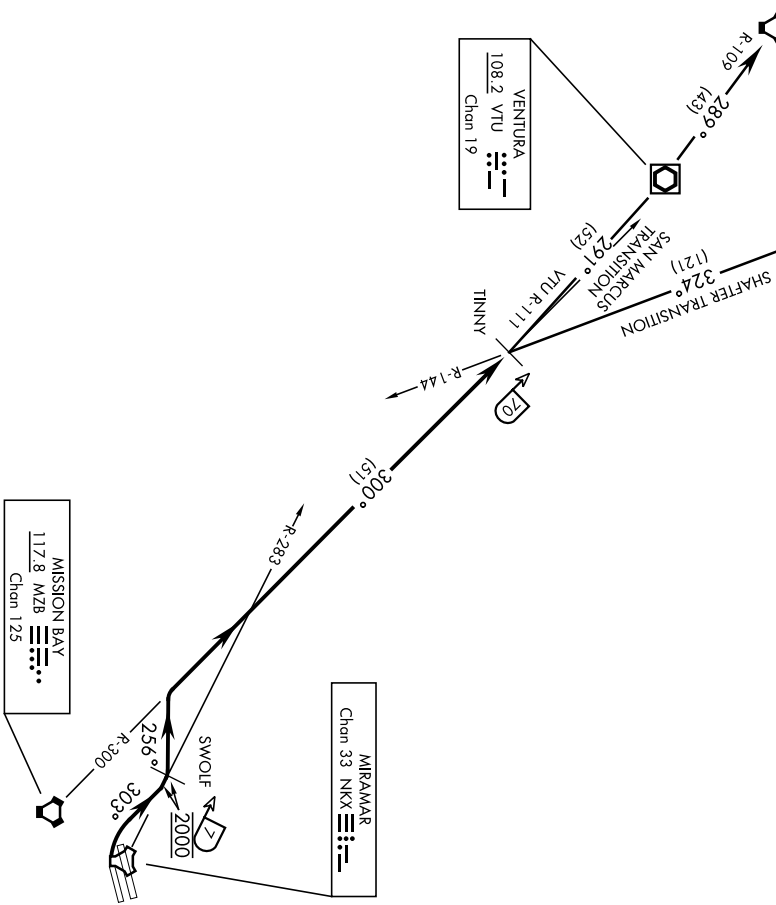 R-109
289°
(43)
VENTURA
108.2 VTU
Chan 19
291°
(52)
SAN MARCUS
TRANSITION
VTU R-111
324°
(121)
SHAFTER TRANSITION
TINNY
R-144
70
300°
(51)
R-283
MISSION BAY
117.8 MZB
Chan 125
R-300
256°
303°
SWOLF
7
2000
MIRAMAR
Chan 33 NKX